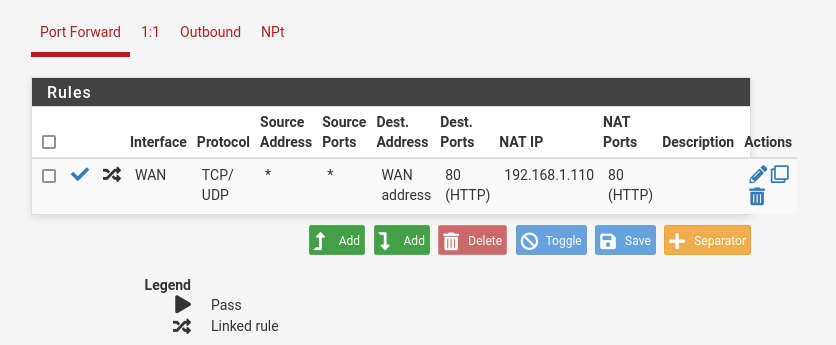 Port Forward 1:1 Outbound NPt
Rules
Source Source Dest. Dest. NAT
Interface Protocol Address Ports Address Ports NAT IP Ports Description Actions
WAN TCP/ * * WAN 80 192.168.1.110 80
UDP address (HTTP) (HTTP)
Add Add Delete Toggle Save Separator
Legend
Pass
Linked rule